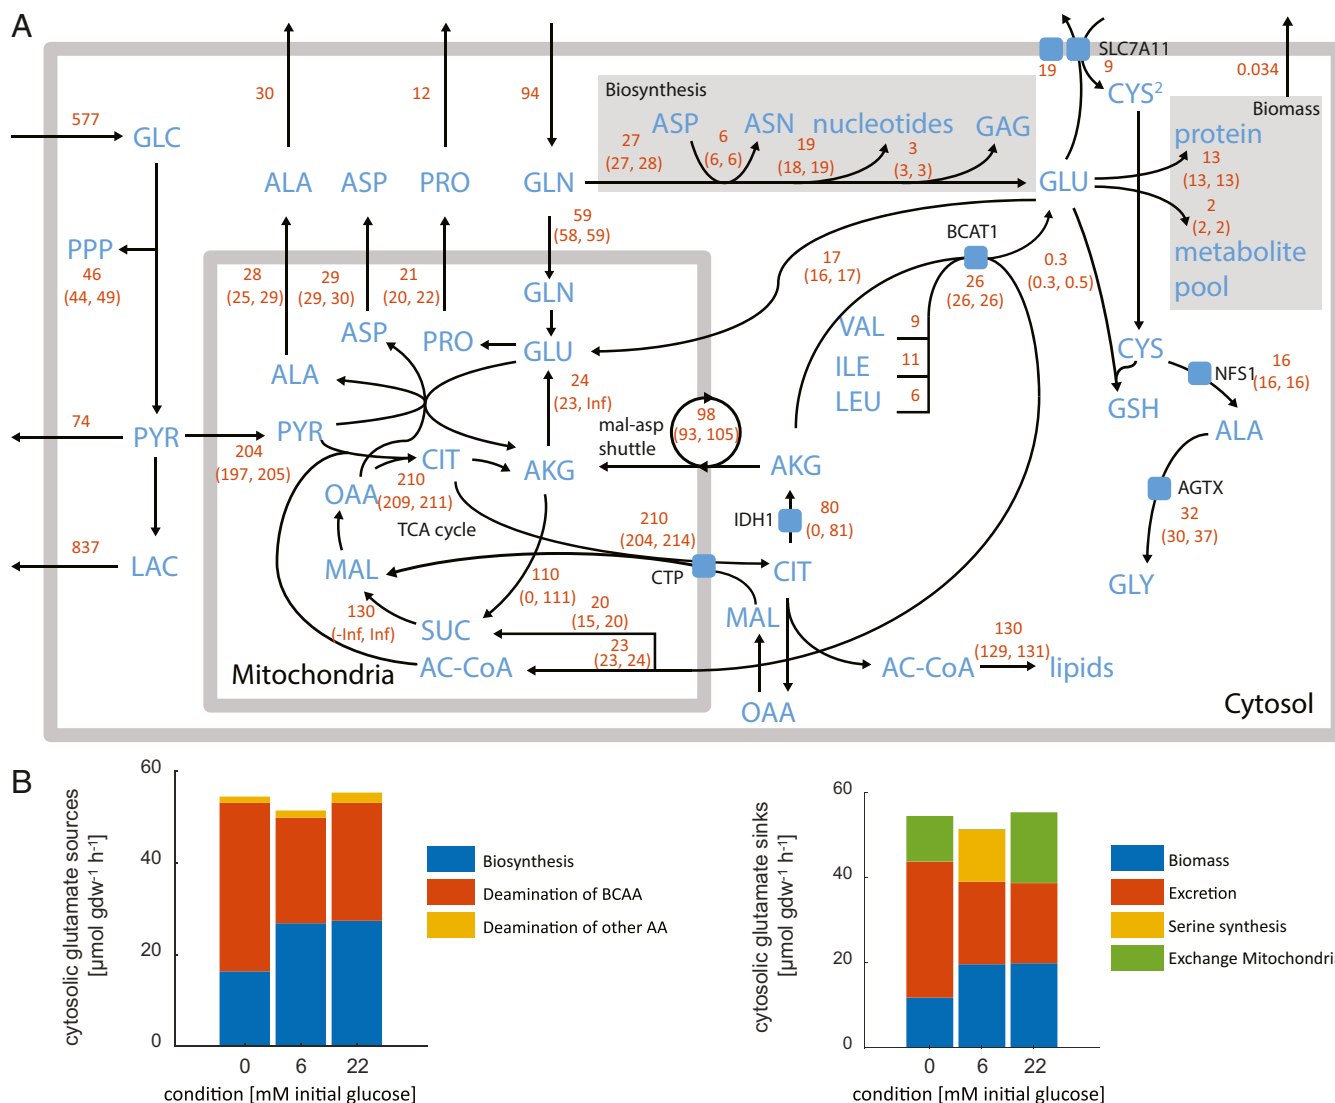 A
SLC7A11
19
9
0.034
30
12
94
Biosynthesis
CYS2
Biomass
577
GLC
ASP
ASN
nucleotides
GAG
protein
27
(27, 28)
6
(6, 6)
19
(18, 19)
3
(3, 3)
13
(13, 13)
ALA
ASP
PRO
GLN
GLU
2
(2, 2)
59
(58, 59)
BCAT1
metabolite
pool
PPP
46
(44, 49)
28
(25, 29)
29
(29, 30)
21
(20, 22)
17
(16, 17)
0.3
(0.3, 0.5)
26
(26, 26)
GLN
ASP
PRO
GLU
VAL
9
ILE
11
LEU
6
CYS
NFS1
16
(16, 16)
ALA
24
(23, Inf)
GSH
98
(93, 105)
mal-asp
shuttle
74
PYR
204
(197, 205)
PYR
CIT
AKG
AKG
ALA
210
(209, 211)
OAA
TCA cycle
AGTX
32
(30, 37)
IDH1
80
(0, 81)
210
(204, 214)
837
LAC
MAL
CTP
CIT
GLY
110
(0, 111)
130
(-Inf, Inf)
20
(15, 20)
MAL
SUC
23
(23, 24)
130
(129, 131)
Mitochondria
AC-CoA
AC-CoA
lipids
OAA
Cytosol
B
cytosolic glutamate sources
[µmol gdw-1 h-1]
60
40
20
0
0
6
22
condition [mM initial glucose]
Biosynthesis
Deamination of BCAA
Deamination of other AA
cytosolic glutamate sinks
[µmol gdw-1 h-1]
60
40
20
0
0
6
22
condition [mM initial glucose]
Biomass
Excretion
Serine synthesis
Exchange Mitochondri